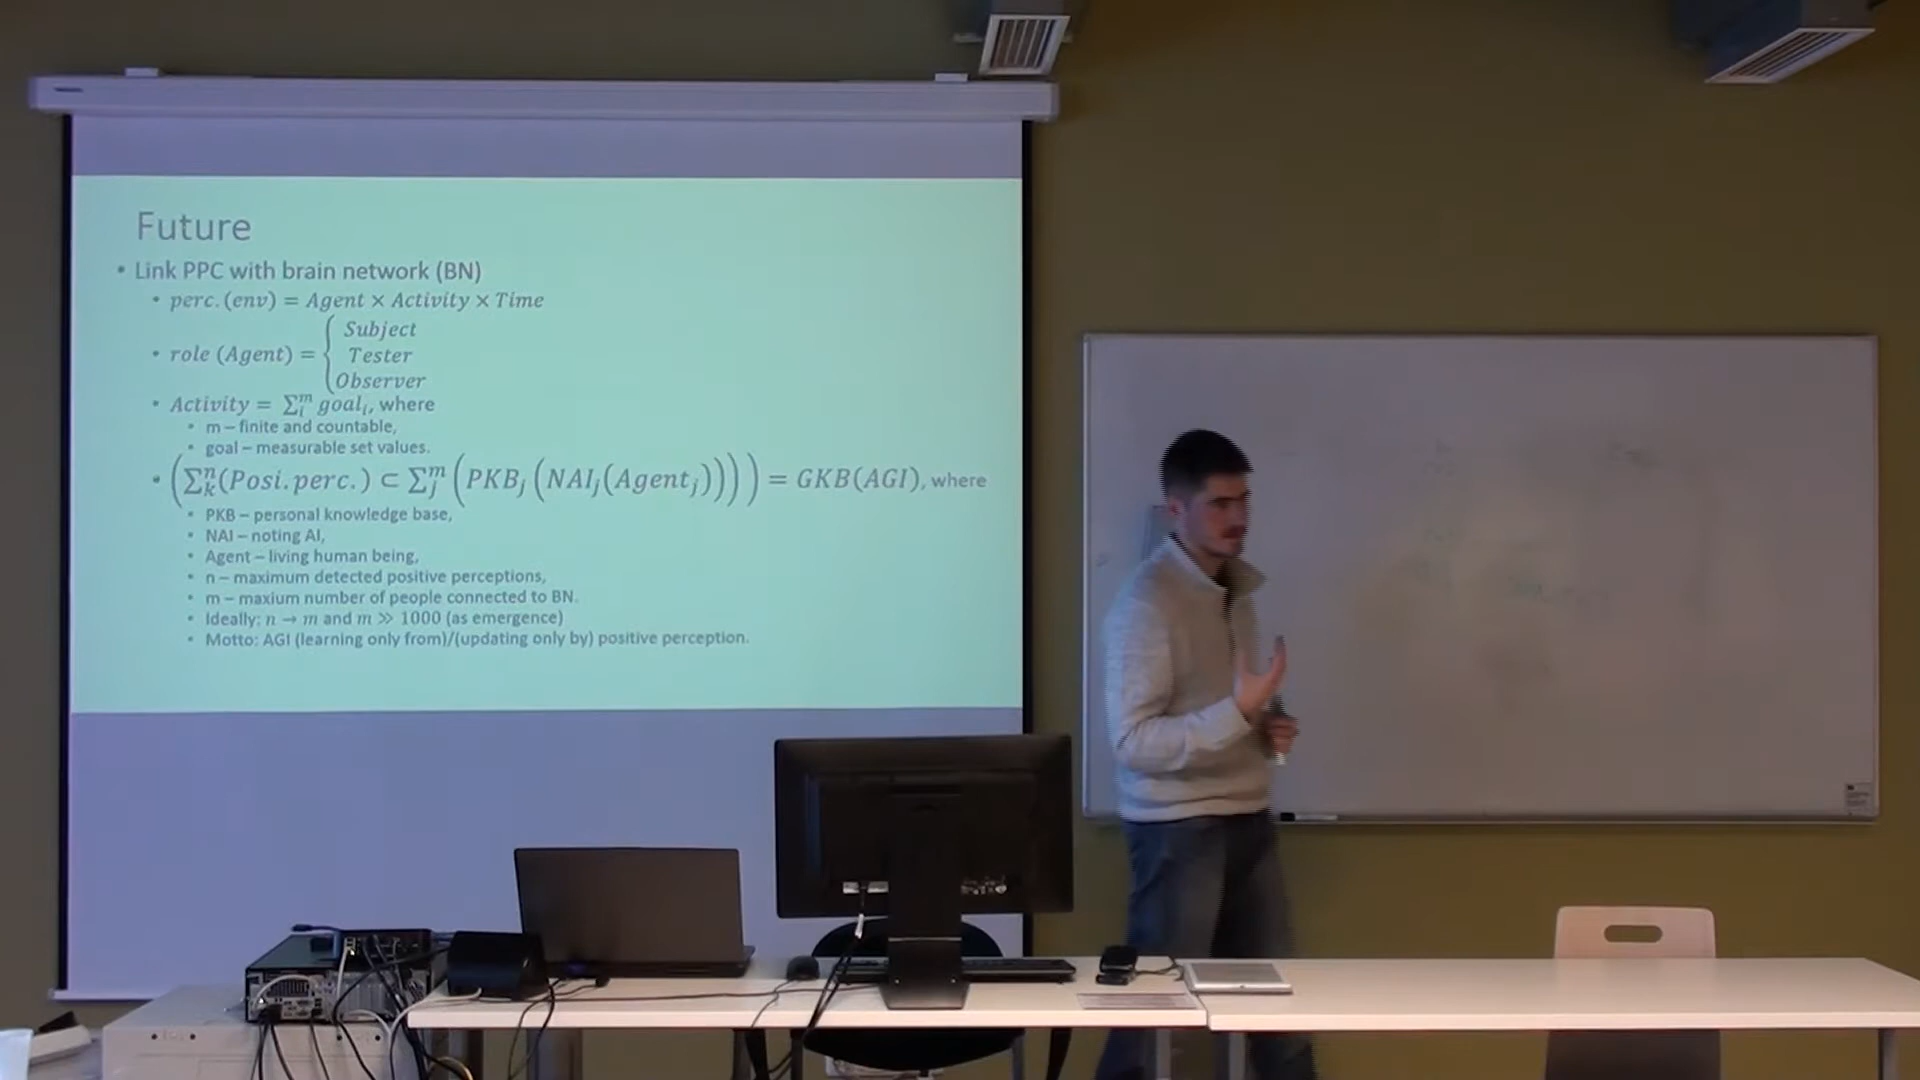 Future
• Link PPC with brain network (BN)
• perc.(env) = Agent × Activity × Time
• role (Agent) = { Subject
Tester
Observer
• Activity = ∑ᵢᵐ goalᵢ, where
• m – finite and countable,
• goal – measurable set values.
• (∑ₖⁿ(Posi.perc.) ⊂ ∑ⱼᵐ (PKBⱼ (NAIⱼ(Agentⱼ)))) = GKB(AGI), where
• PKB – personal knowledge base,
• NAI – noting AI,
• Agent – living human being,
• n – maximum detected positive perceptions,
• m – maxium number of people connected to BN.
• Ideally: n → m and m ≫ 1000 (as emergence)
• Motto: AGI (learning only from)/(updating only by) positive perception.